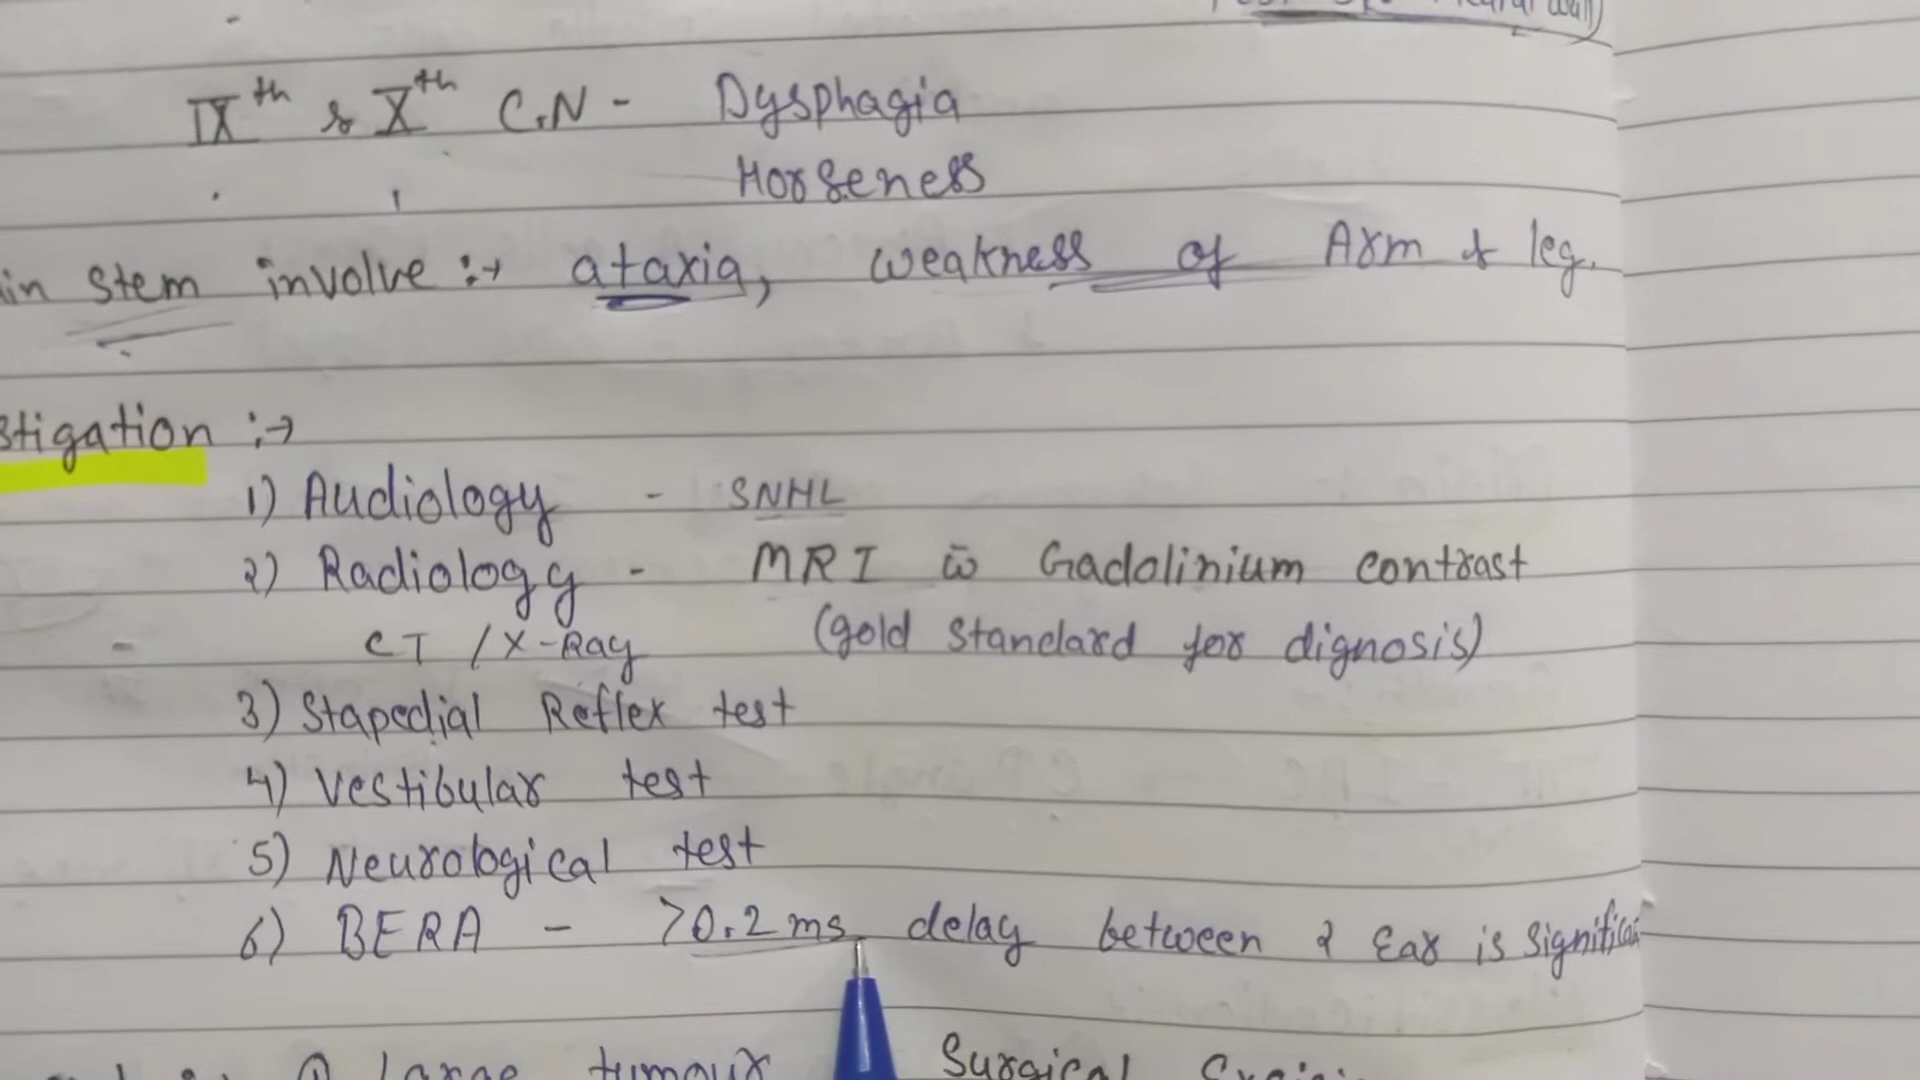 IXth & Xth C.N - Dysphagia
Horseness
in stem involve :→ ataxia, weakness of Arm & leg.
stigation :→
1) Audiology - SNHL
2) Radiology - MRI c̄ Gadolinium contrast
CT / X-Ray (gold standard for dignosis)
3) Stapedial Reflex test
4) Vestibular test
5) Neurological test
6) BERA - >0.2 ms delay between 2 Ear is Significa
① Large tumour Surgical